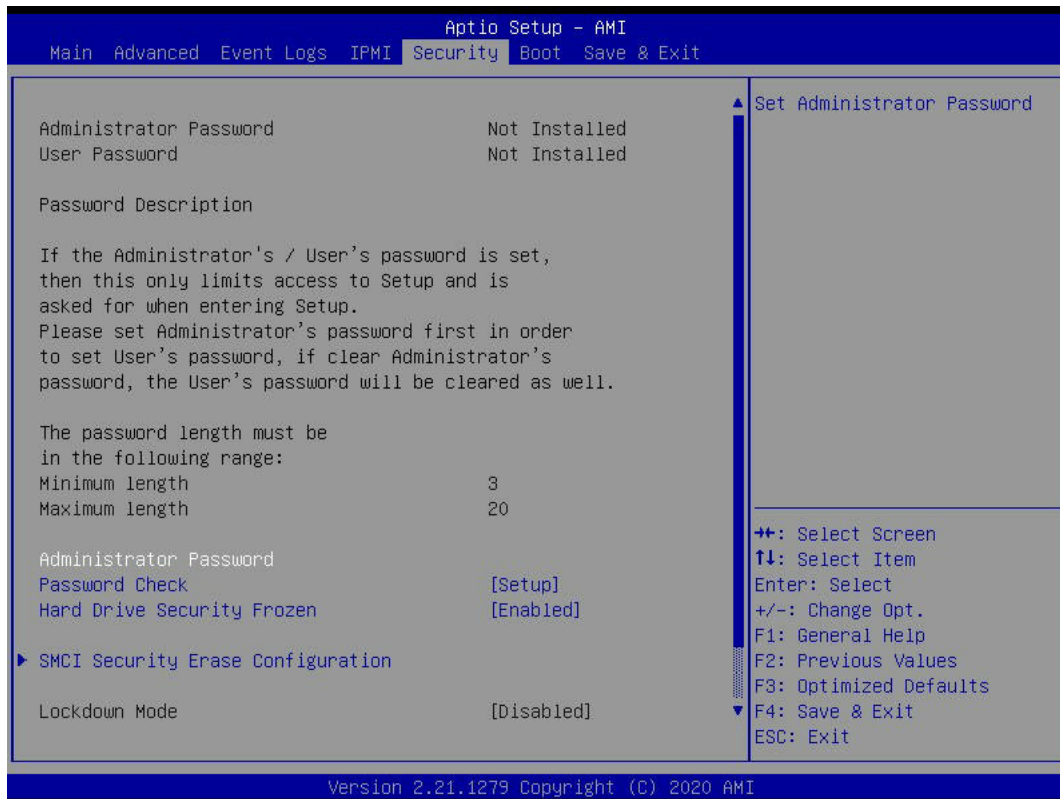 Aptio Setup – AMI
Main Advanced Event Logs IPMI Security Boot Save & Exit
Administrator Password Not Installed
User Password Not Installed
Password Description
If the Administrator's / User's password is set,
then this only limits access to Setup and is
asked for when entering Setup.
Please set Administrator's password first in order
to set User's password, if clear Administrator's
password, the User's password will be cleared as well.
The password length must be
in the following range:
Minimum length 3
Maximum length 20
Administrator Password
Password Check [Setup]
Hard Drive Security Frozen [Enabled]
SMCI Security Erase Configuration
Lockdown Mode [Disabled]
Set Administrator Password
→←: Select Screen
↑↓: Select Item
Enter: Select
+/-: Change Opt.
F1: General Help
F2: Previous Values
F3: Optimized Defaults
F4: Save & Exit
ESC: Exit
Version 2.21.1279 Copyright (C) 2020 AMI